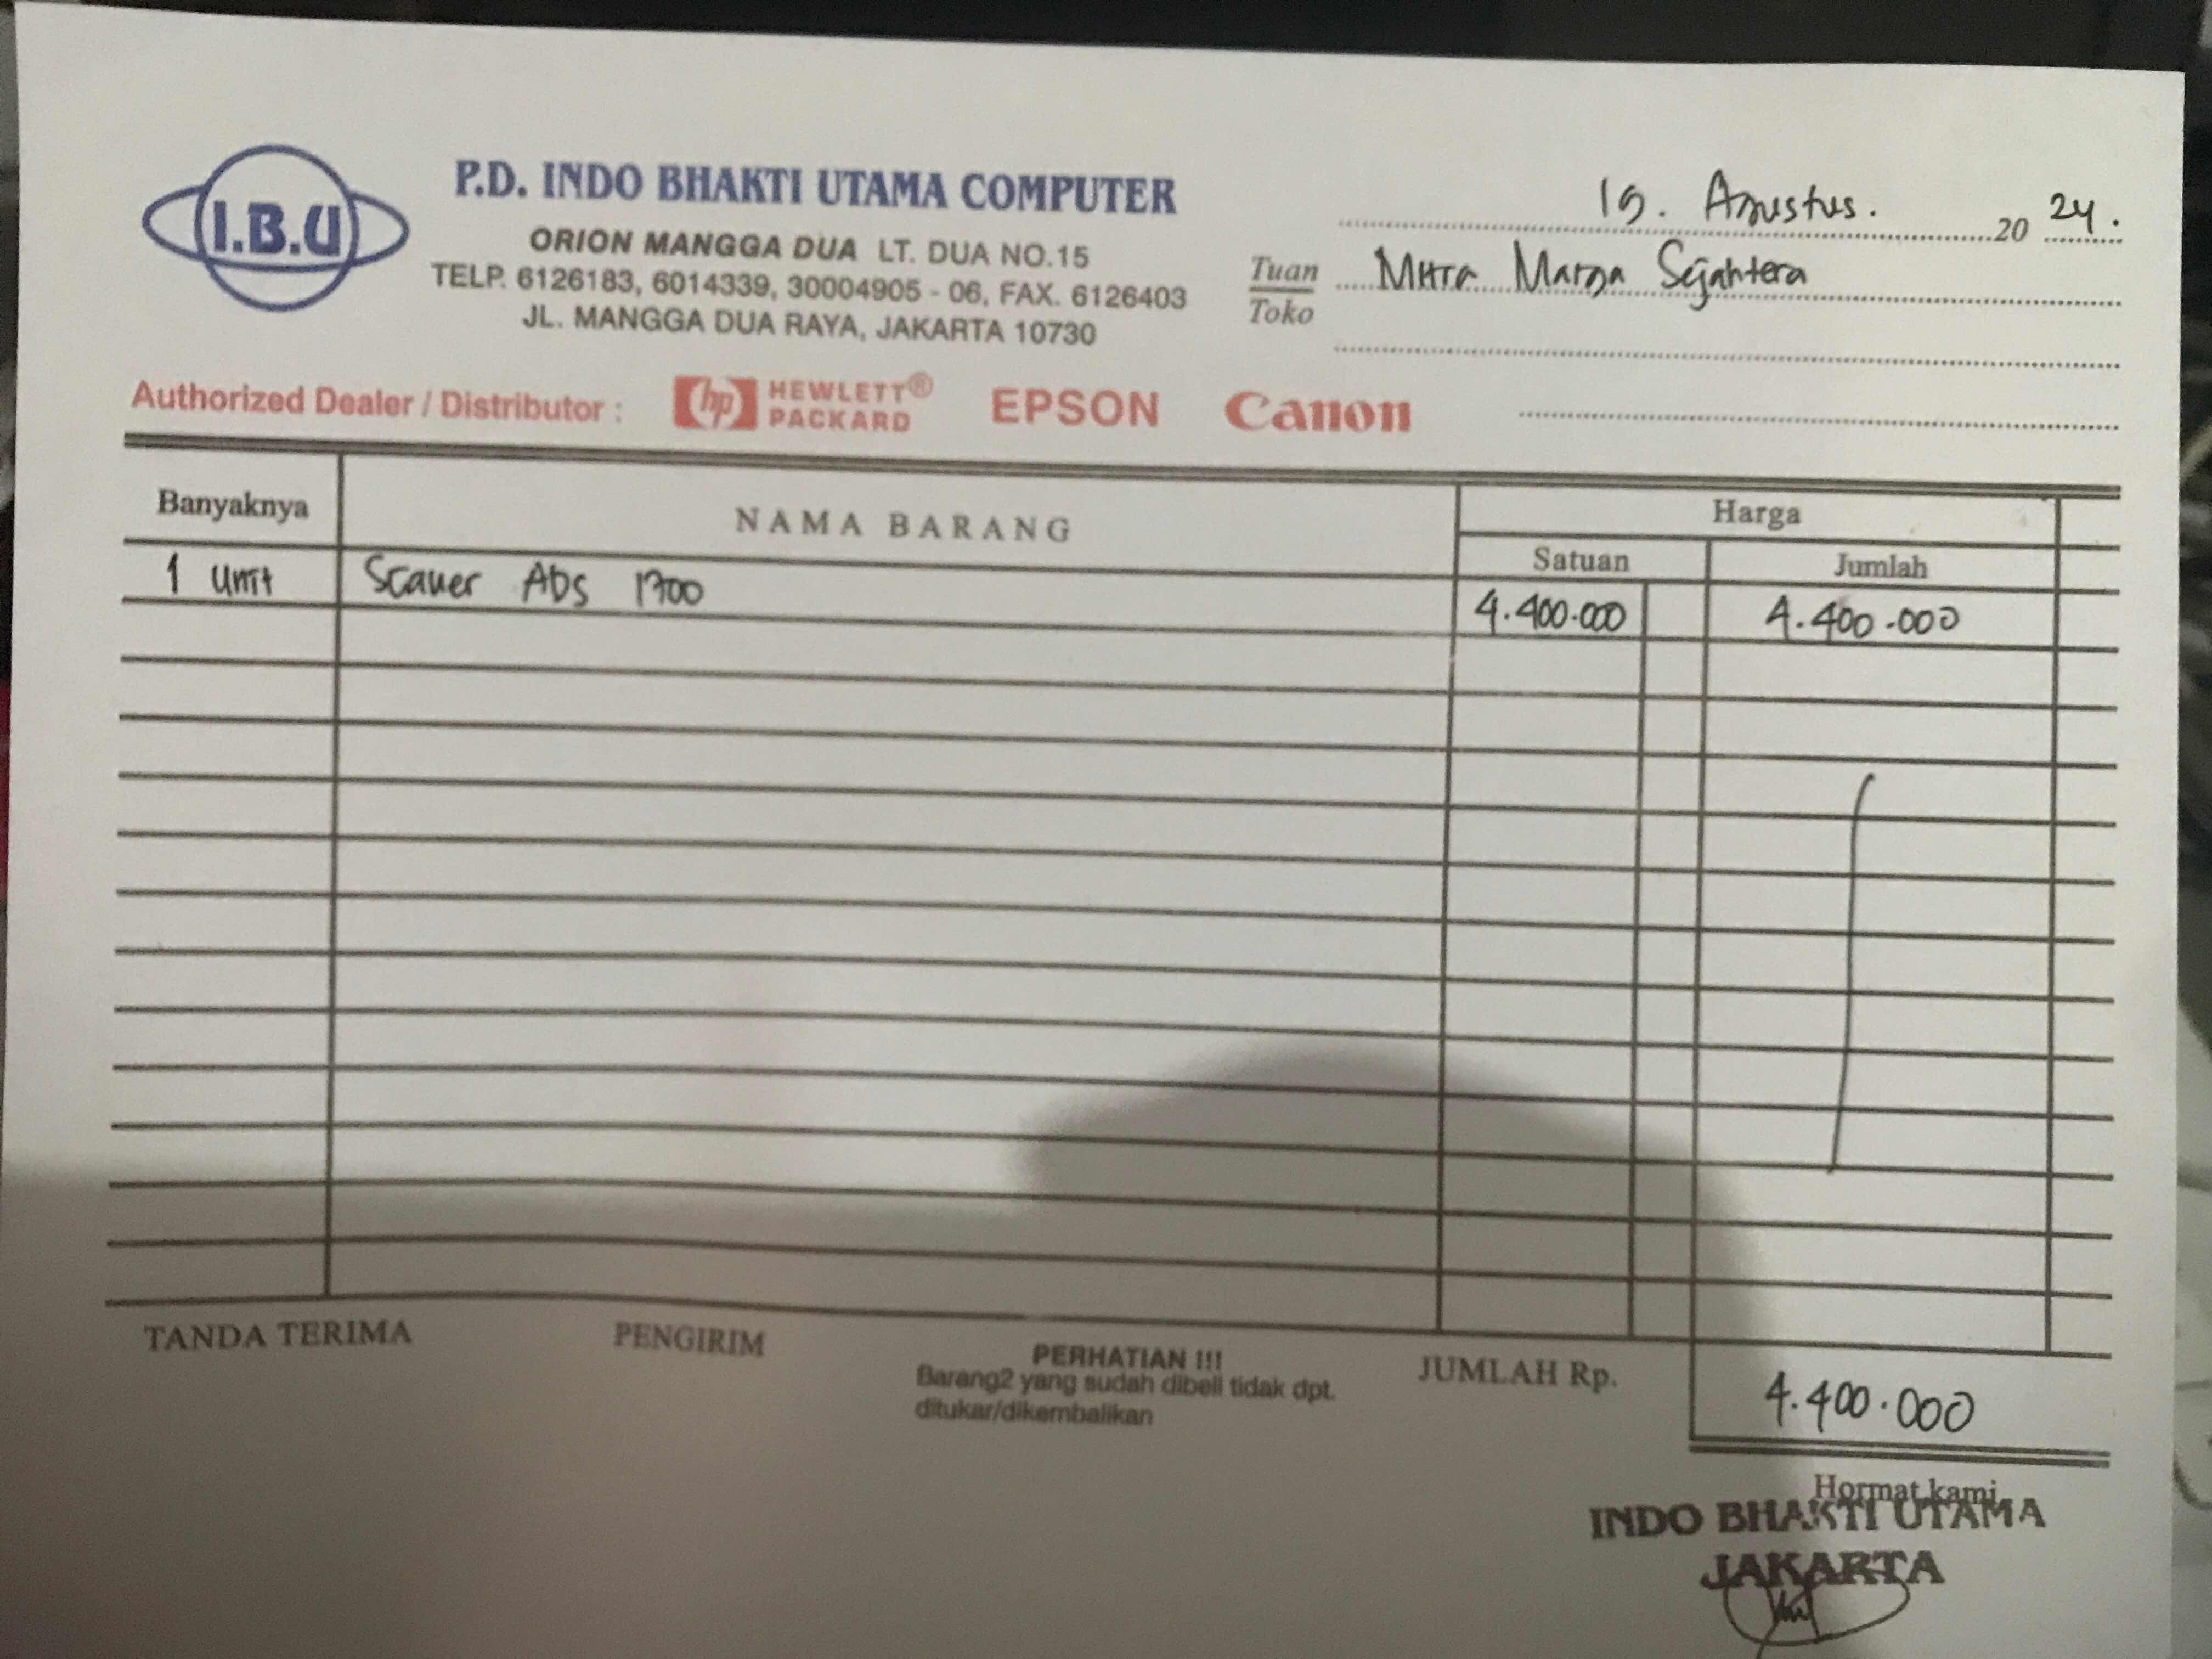 I.B.U
P.D. INDO BHAKTI UTAMA COMPUTER
ORION MANGGA DUA LT. DUA NO.15
TELP. 6126183, 6014339, 30004905 - 06, FAX. 6126403
JL. MANGGA DUA RAYA, JAKARTA 10730
19. Agustus. 20 24.
Tuan Mitra Marga Sejahtera
Toko
Authorized Dealer / Distributor : hp HEWLETT® PACKARD EPSON Canon
Banyaknya NAMA BARANG Harga
Satuan Jumlah
1 unit Scaner ADS 1700 4.400.000 4.400.000
TANDA TERIMA PENGIRIM PERHATIAN !!! JUMLAH Rp. 4.400.000
Barang2 yang sudah dibeli tidak dpt.
ditukar/dikembalikan
Hormat kami,
INDO BHAKTI UTAMA
JAKARTA